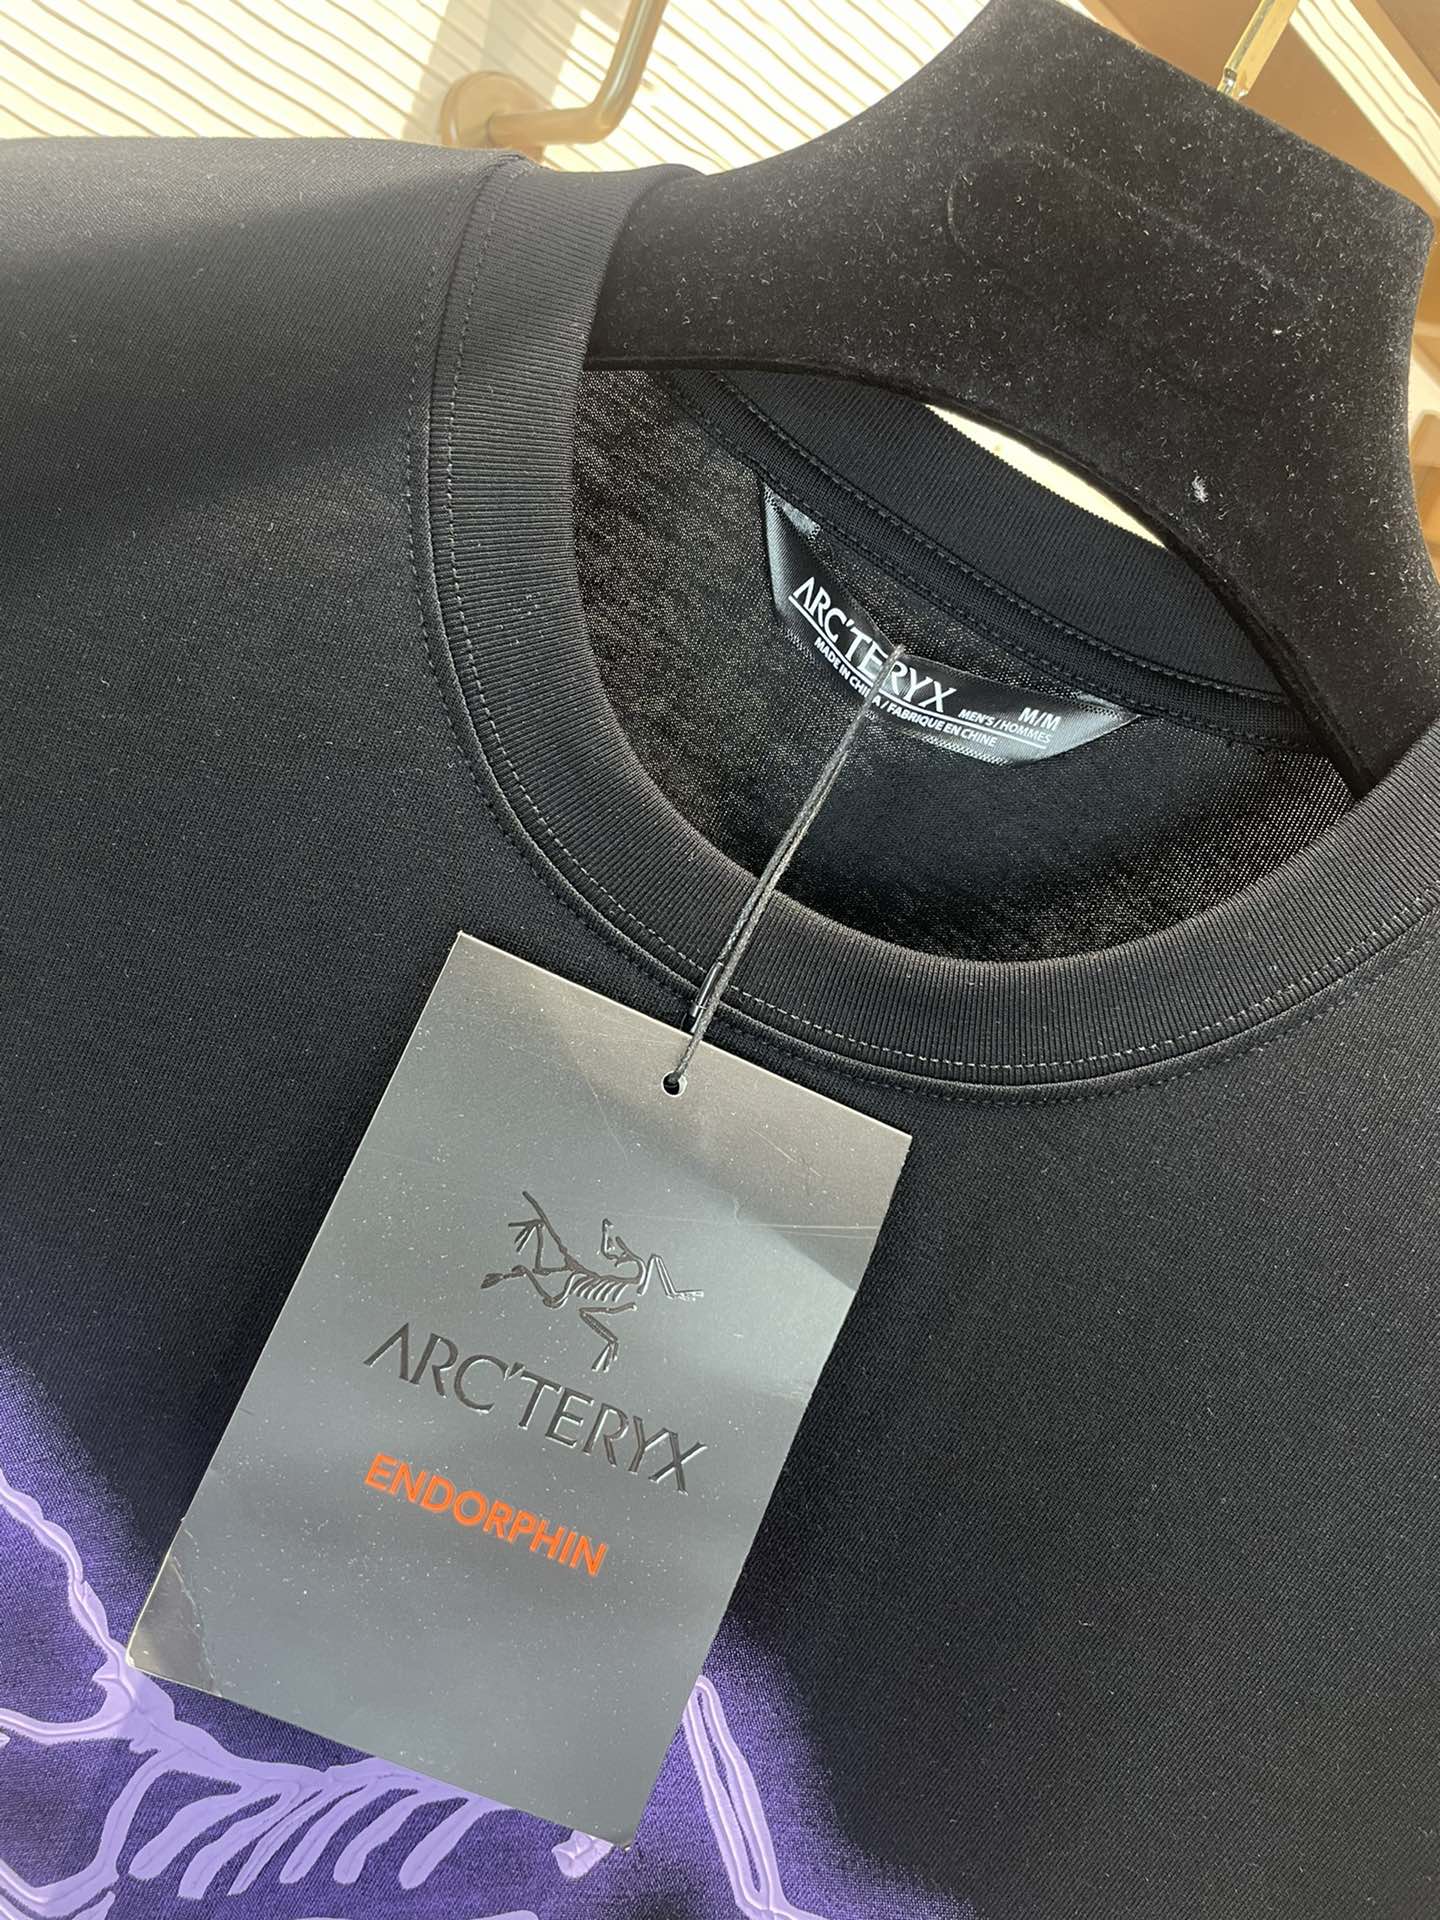 ARC'TERYX
M/M
MEN'S / HOMMES
MADE IN CHINA / FABRIQUE EN CHINE
ARC'TERYX
ENDORPHIN